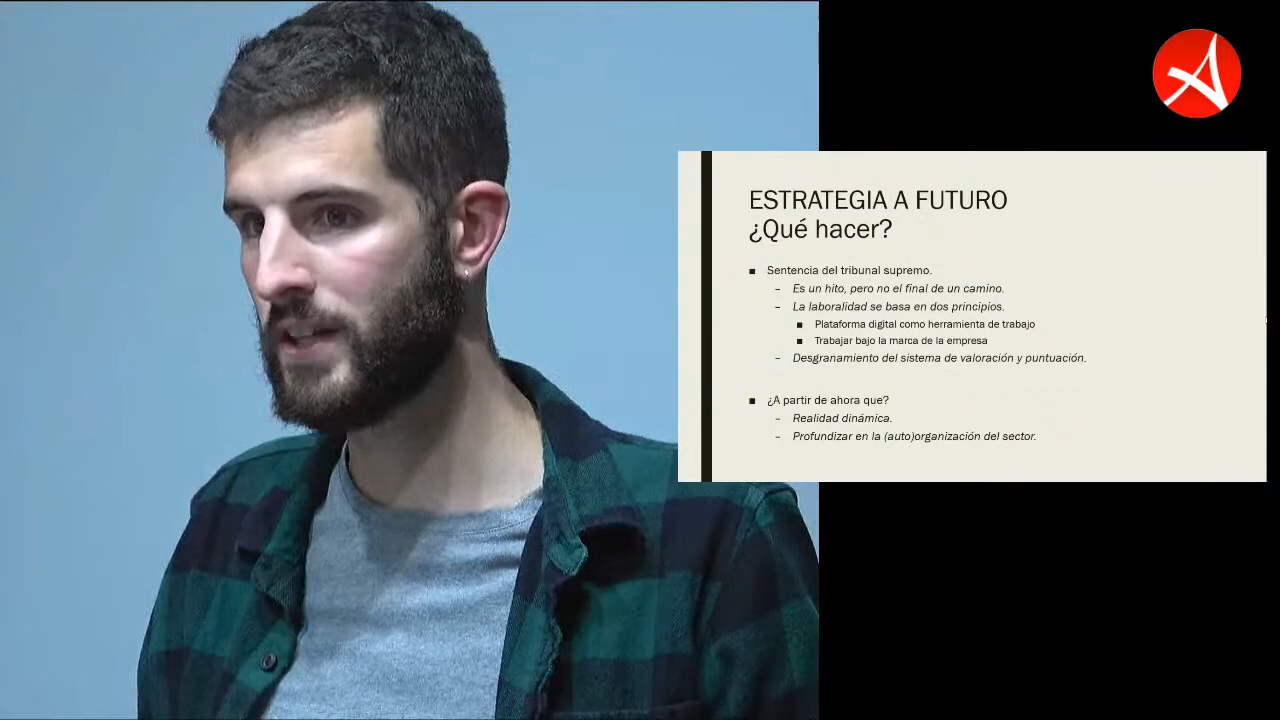 ESTRATEGIA A FUTURO
¿Qué hacer?
Sentencia del tribunal supremo.
Es un hito, pero no el final de un camino.
La laboralidad se basa en dos principios.
Plataforma digital como herramienta de trabajo
Trabajar bajo la marca de la empresa
Desgranamiento del sistema de valoración y puntuación.
¿A partir de ahora que?
Realidad dinámica.
Profundizar en la (auto)organización del sector.